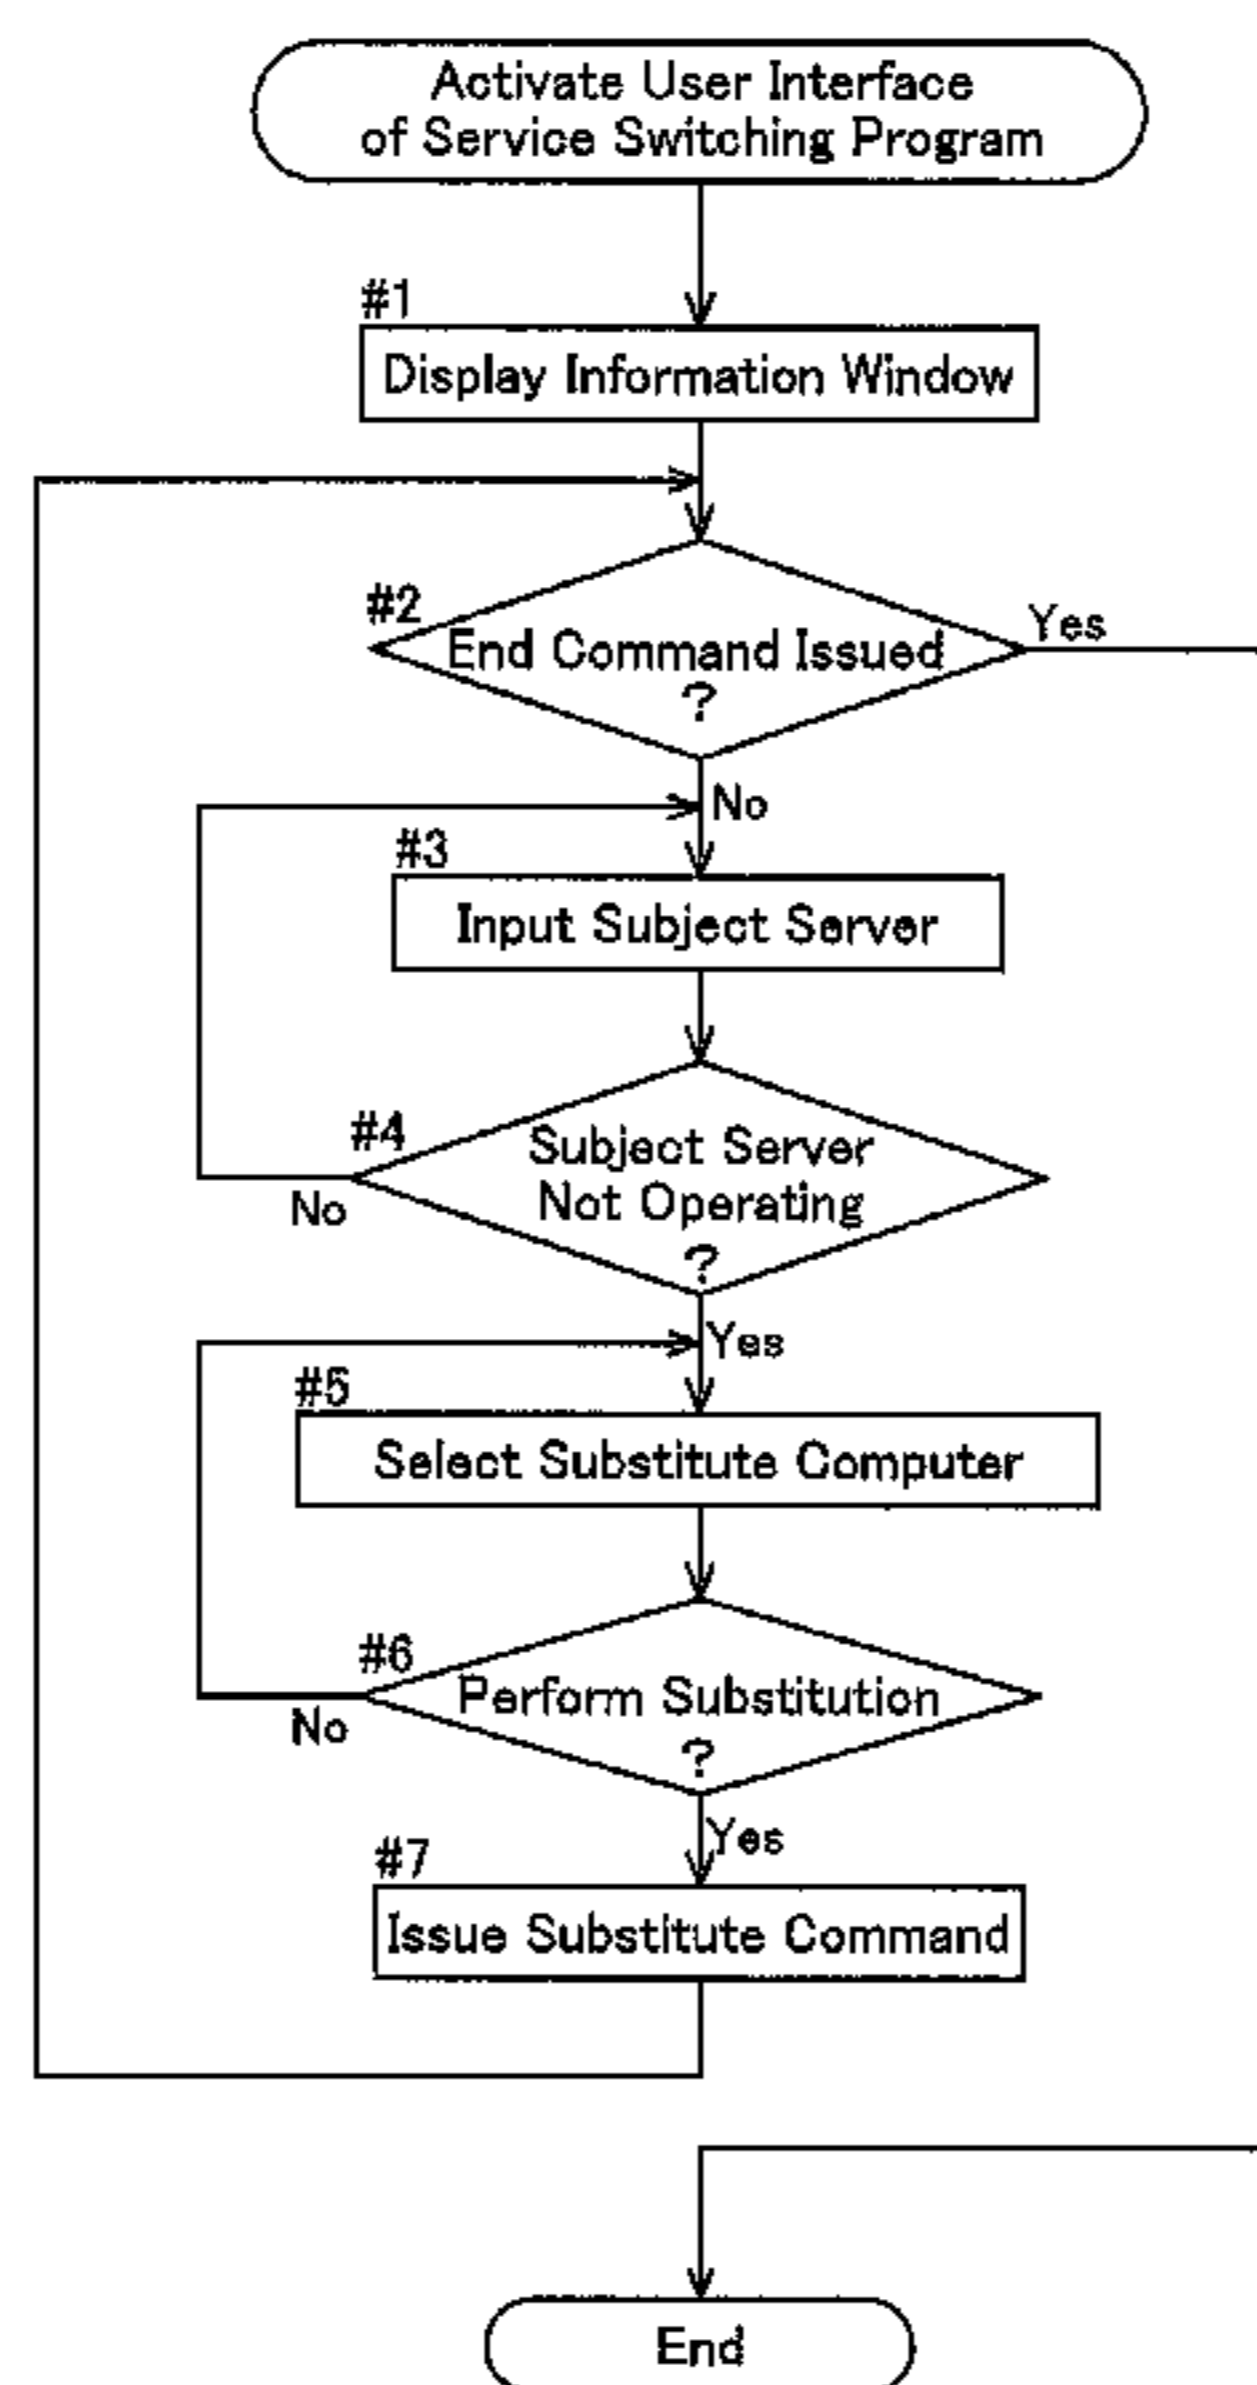 Activate User Interface
of Service Switching Program
#1
Display Information Window
#2
End Command Issued
?
Yes
No
#3
Input Subject Server
#4
Subject Server
Not Operating
?
No
Yes
#5
Select Substitute Computer
#6
Perform Substitution
?
No
Yes
#7
Issue Substitute Command
End